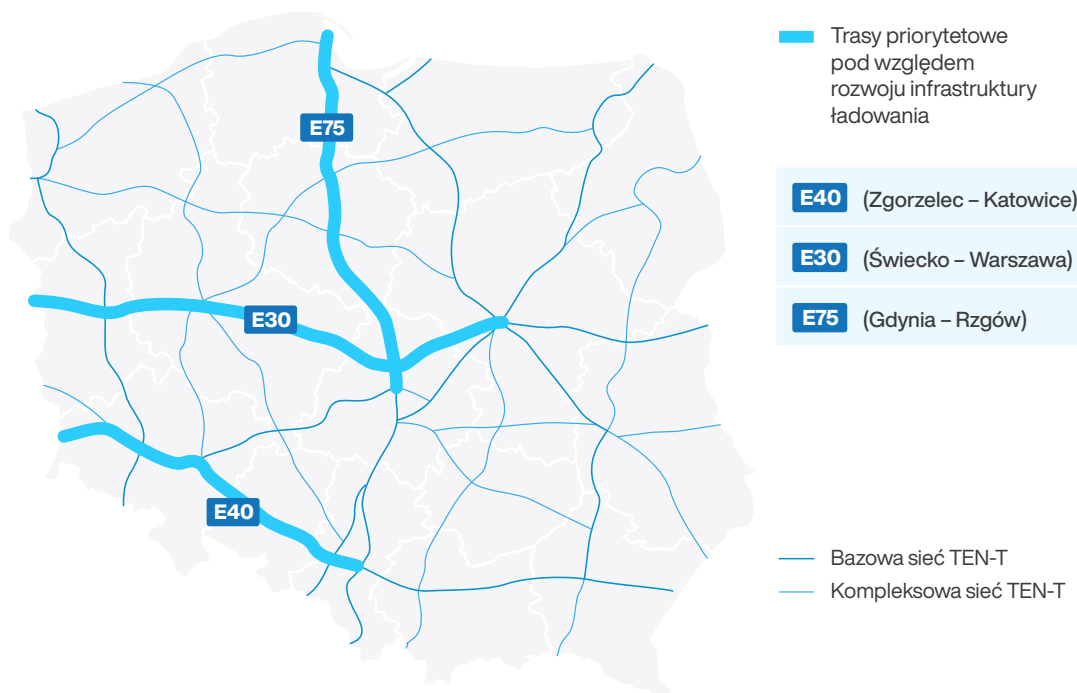 E75
E30
E40
Trasy priorytetowe
pod względem
rozwoju infrastruktury
ładowania
E40 (Zgorzelec – Katowice)
E30 (Świecko – Warszawa)
E75 (Gdynia – Rzgów)
Bazowa sieć TEN-T
Kompleksowa sieć TEN-T